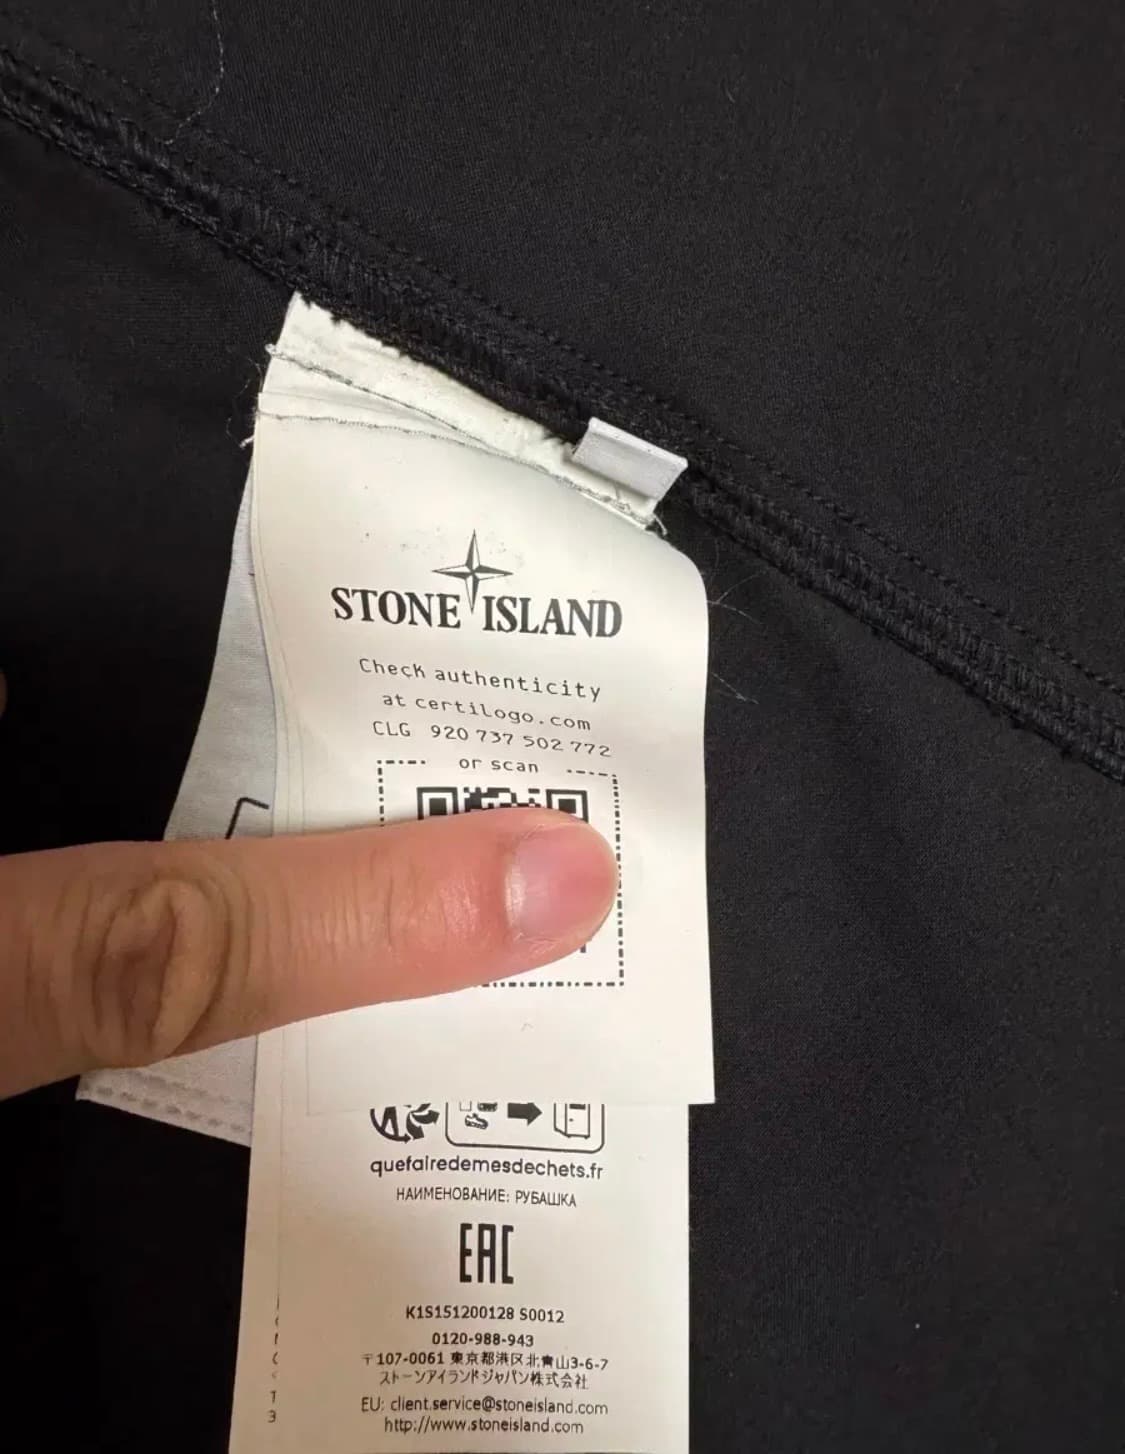 STONE ISLAND
Check authenticity
at certilogo.com
CLG 920 737 502 772
or scan
quefairedemesdechets.fr
НАИМЕНОВАНИЕ: РУБАШКА
EAC
K1S151200128 S0012
0120-988-943
〒107-0061 東京都港区北青山3-6-7
ストーンアイランドジャパン株式会社
EU: client.service@stoneisland.com
http://www.stoneisland.com